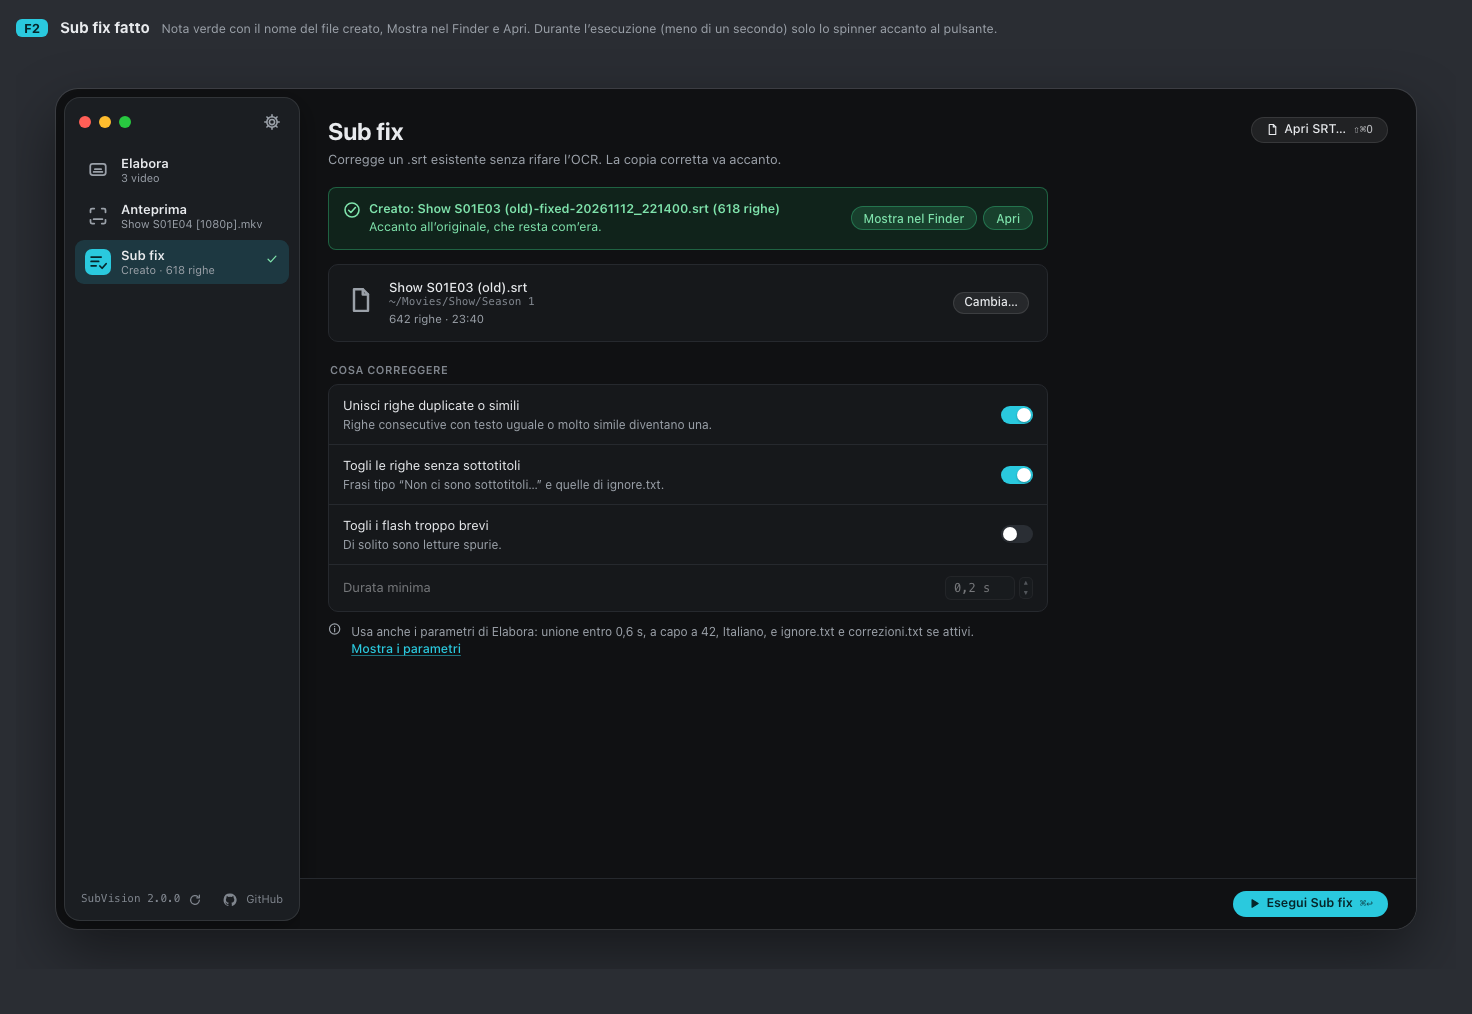 F2 Sub fix fatto Nota verde con il nome del file creato, Mostra nel Finder e Apri. Durante l'esecuzione (meno di un secondo) solo lo spinner accanto al pulsante.
Elabora
3 video
Anteprima
Show S01E04 [1080p].mkv
Sub fix
Creato · 618 righe
SubVision 2.0.0 GitHub
Sub fix
Corregge un .srt esistente senza rifare l'OCR. La copia corretta va accanto.
Apri SRT... ⇧⌘O
Creato: Show S01E03 (old)-fixed-20261112_221400.srt (618 righe)
Accanto all'originale, che resta com'era.
Mostra nel Finder Apri
Show S01E03 (old).srt
~/Movies/Show/Season 1
642 righe · 23:40
Cambia...
COSA CORREGGERE
Unisci righe duplicate o simili
Righe consecutive con testo uguale o molto simile diventano una.
Togli le righe senza sottotitoli
Frasi tipo “Non ci sono sottotitoli...” e quelle di ignore.txt.
Togli i flash troppo brevi
Di solito sono letture spurie.
Durata minima 0,2 s
Usa anche i parametri di Elabora: unione entro 0,6 s, a capo a 42, Italiano, e ignore.txt e correzioni.txt se attivi.
Mostra i parametri
Esegui Sub fix ⌘↩